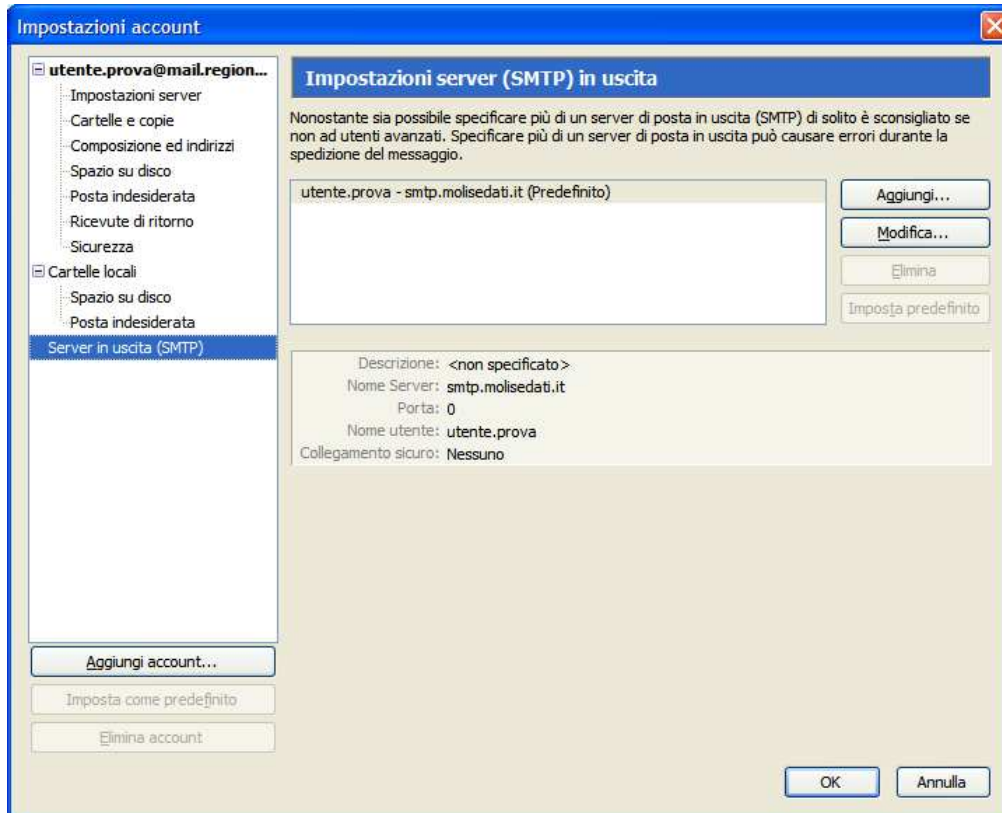 Impostazioni account
utente.prova@mail.region...
Impostazioni server
Cartelle e copie
Composizione ed indirizzi
Spazio su disco
Posta indesiderata
Ricevute di ritorno
Sicurezza
Cartelle locali
Spazio su disco
Posta indesiderata
Server in uscita (SMTP)
Aggiungi account...
Imposta come predefinito
Elimina account
Impostazioni server (SMTP) in uscita
Nonostante sia possibile specificare più di un server di posta in uscita (SMTP) di solito è sconsigliato se
non ad utenti avanzati. Specificare più di un server di posta in uscita può causare errori durante la
spedizione del messaggio.
utente.prova - smtp.molisedati.it (Predefinito)
Aggiungi...
Modifica...
Elimina
Imposta predefinito
Descrizione: <non specificato>
Nome Server: smtp.molisedati.it
Porta: 0
Nome utente: utente.prova
Collegamento sicuro: Nessuno
OK
Annulla